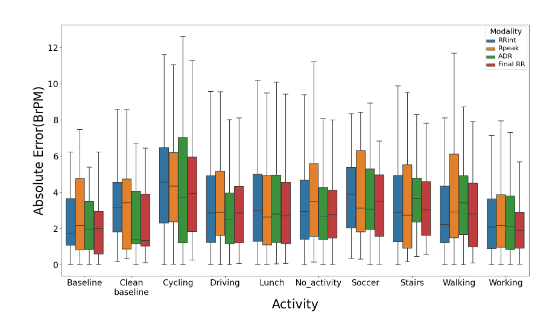 Modality
RRint
Rpeak
ADR
Final RR
Absolute Error(BrPM)
12
10
8
6
4
2
0
Baseline Clean baseline Cycling Driving Lunch No_activity Soccer Stairs Walking Working
Activity